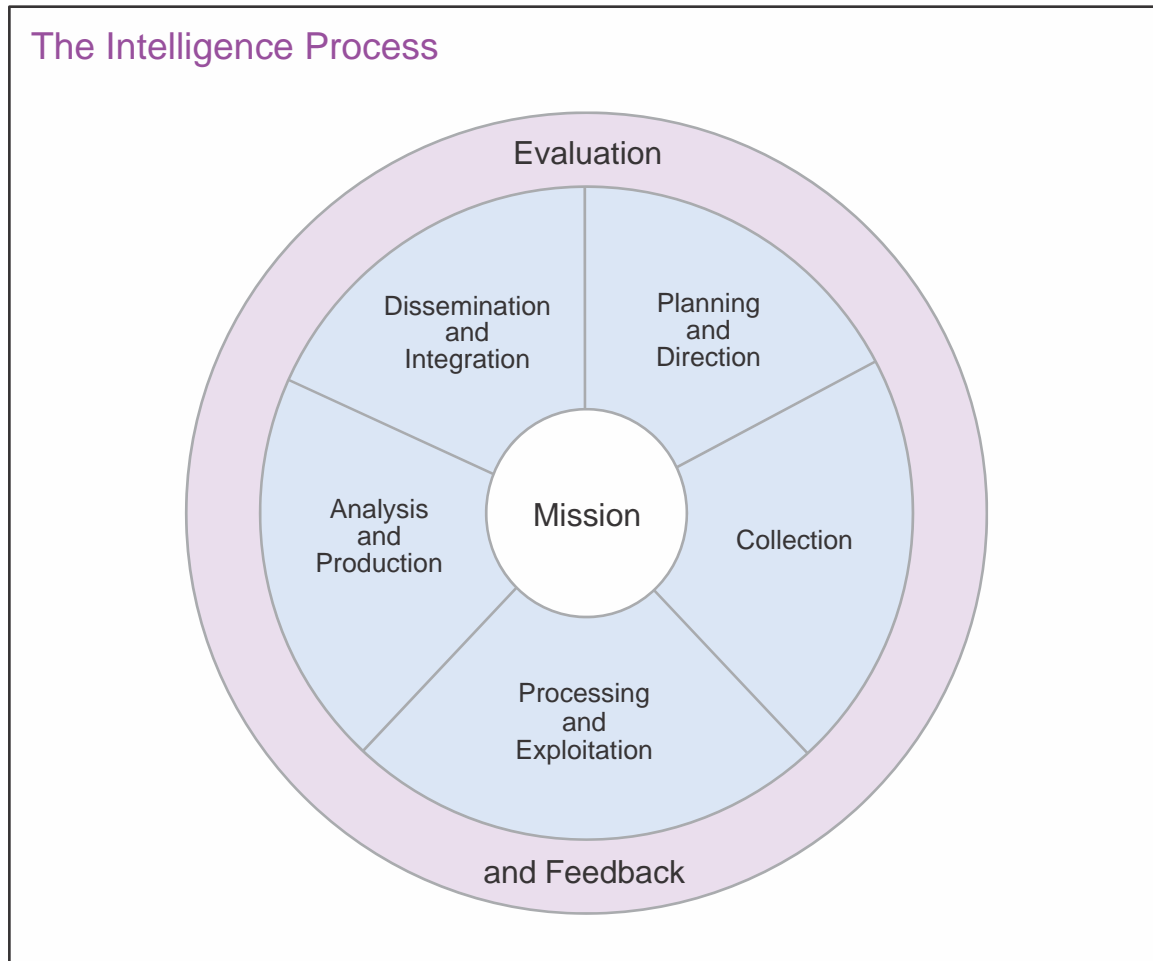 The Intelligence Process
Evaluation
Dissemination
and
Integration
Planning
and
Direction
Analysis
and
Production
Mission
Collection
Processing
and
Exploitation
and Feedback